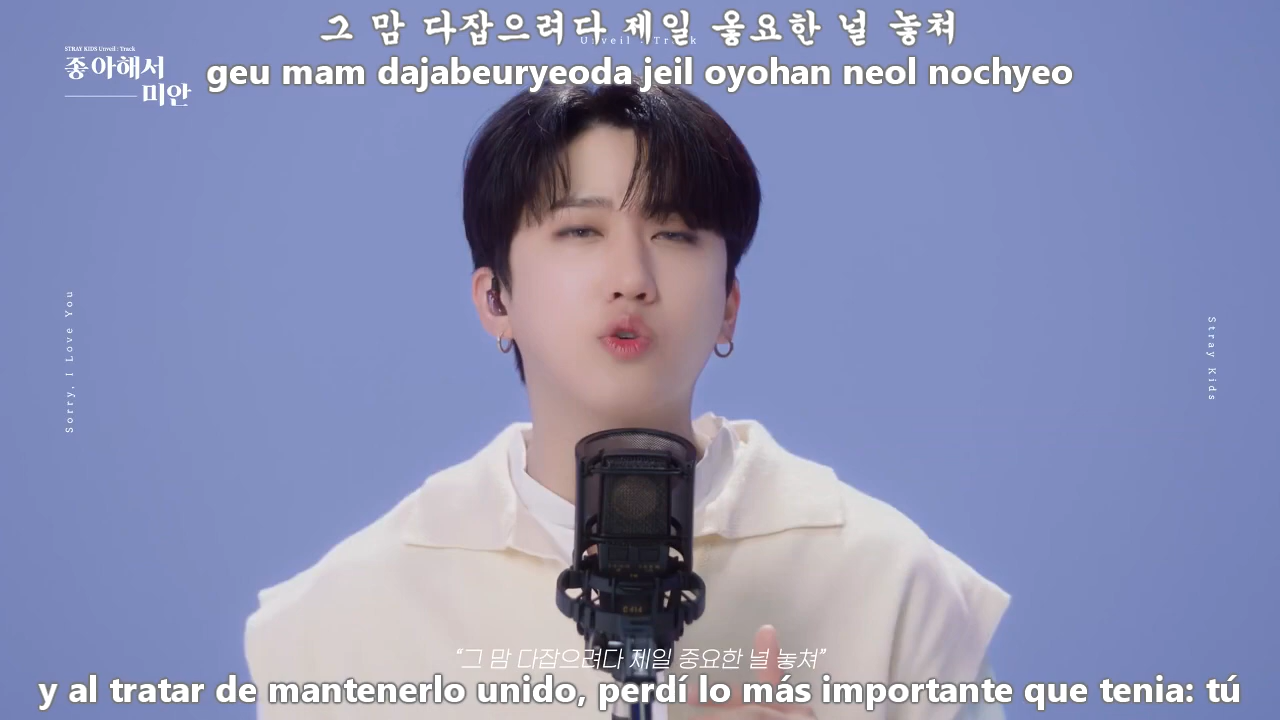 그 맘 다잡으려다 제일 옿요한 널 놓쳐
Unveil : Track
STRAY KIDS Unveil : Track
좋아해서
미안
geu mam dajabeuryeoda jeil oyohan neol nochyeo
Sorry, I Love You
Stray Kids
“그 맘 다잡으려다 제일 중요한 널 놓쳐”
y al tratar de mantenerlo unido, perdí lo más importante que tenia: tú